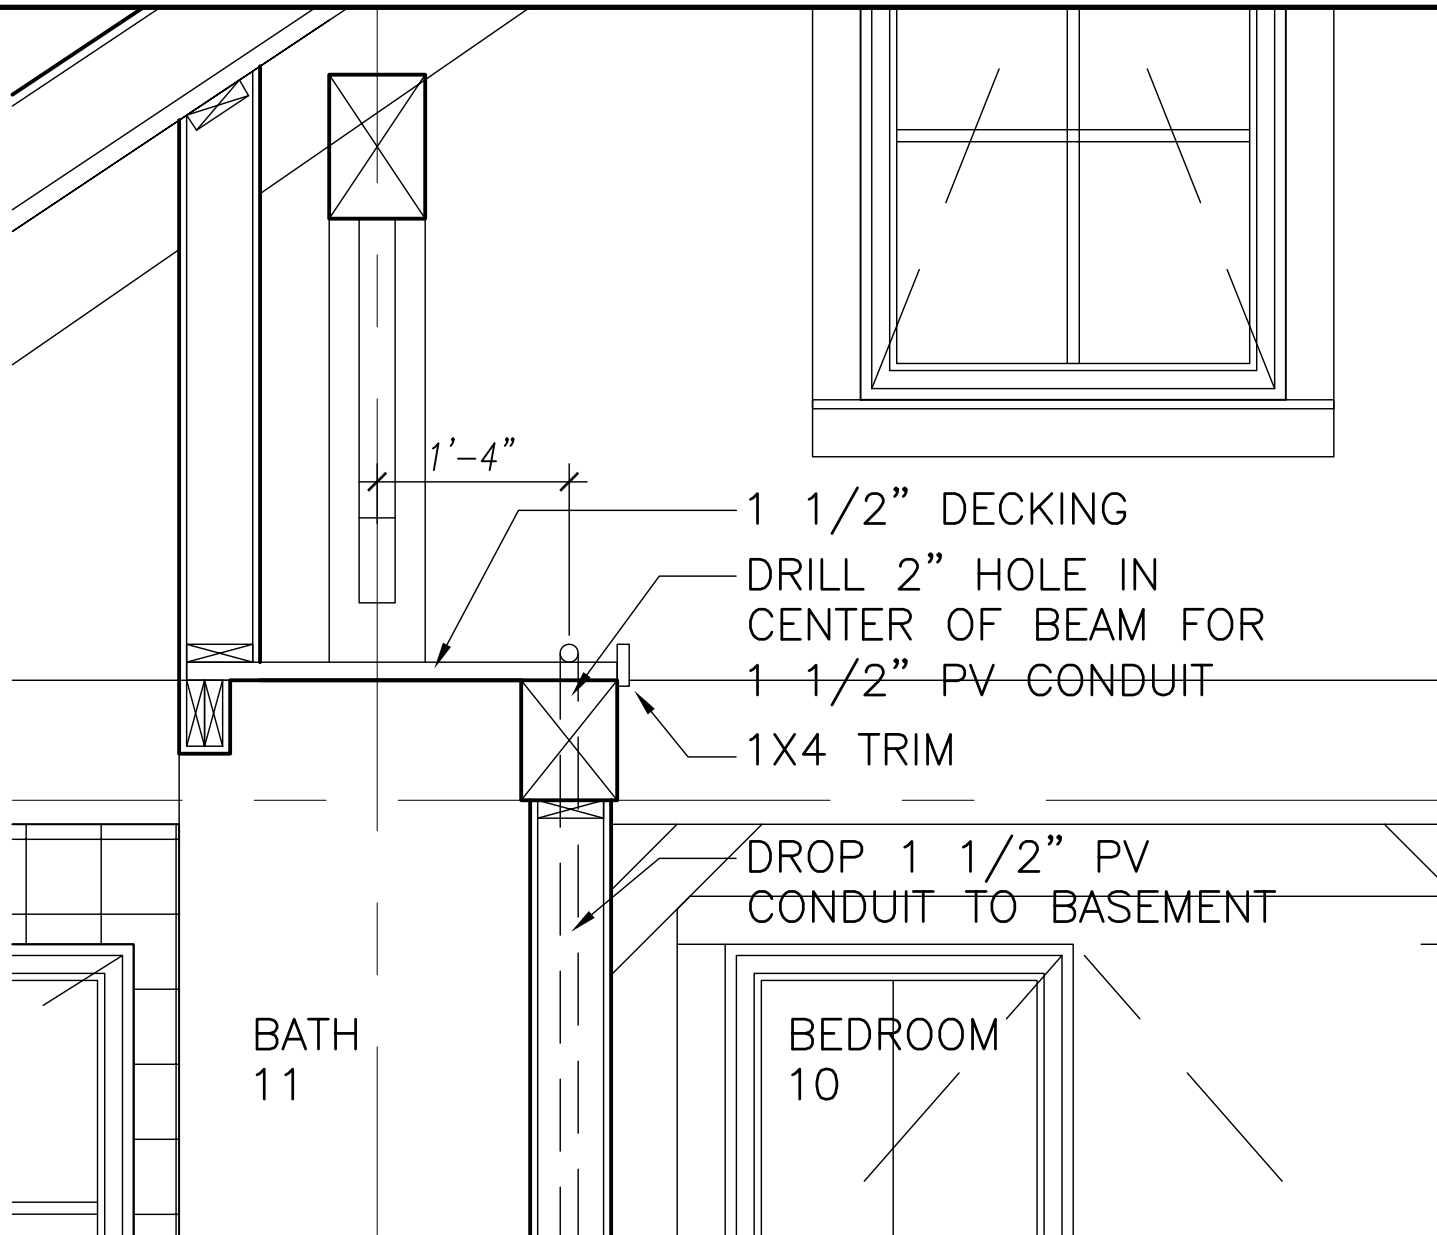 1'-4"
1 1/2" DECKING
DRILL 2" HOLE IN
CENTER OF BEAM FOR
1 1/2" PV CONDUIT
1X4 TRIM
DROP 1 1/2" PV
CONDUIT TO BASEMENT
BATH
11
BEDROOM
10